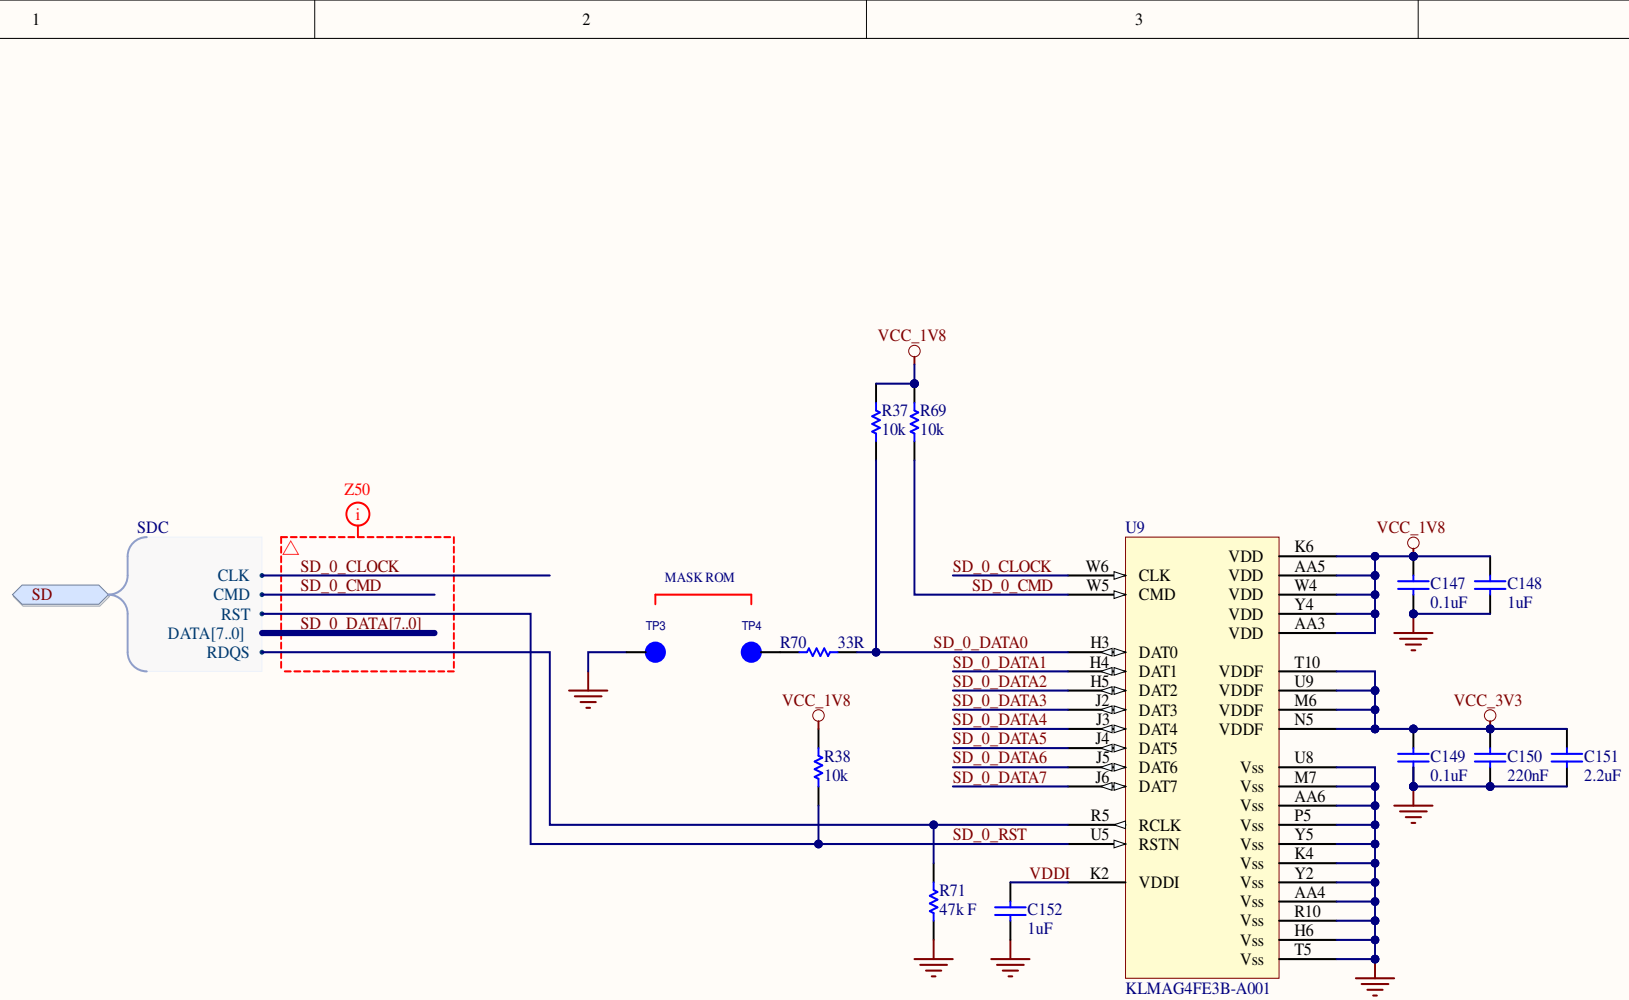 1 2 3
VCC_1V8
R37 R69
10k 10k
Z50
i
SDC
SD
CLK SD_0_CLOCK
CMD SD_0_CMD
RST
DATA[7..0] SD_0_DATA[7..0]
RDQS
MASK ROM
TP3 TP4
R70 33R
VCC_1V8
R38
10k
R71
47k F
VDDI
C152
1uF
U9
SD_0_CLOCK W6 CLK
SD_0_CMD W5 CMD
SD_0_DATA0 H3 DAT0
SD_0_DATA1 H4 DAT1
SD_0_DATA2 H5 DAT2
SD_0_DATA3 J2 DAT3
SD_0_DATA4 J3 DAT4
SD_0_DATA5 J4 DAT5
SD_0_DATA6 J5 DAT6
SD_0_DATA7 J6 DAT7
R5 RCLK
SD_0_RST U5 RSTN
K2 VDDI
VDD K6
VDD AA5
VDD W4
VDD Y4
VDD AA3
VDDF T10
VDDF U9
VDDF M6
VDDF N5
Vss U8
Vss M7
Vss AA6
Vss P5
Vss Y5
Vss K4
Vss Y2
Vss AA4
Vss R10
Vss H6
Vss T5
KLMAG4FE3B-A001
VCC_1V8
C147 C148
0.1uF 1uF
VCC_3V3
C149 C150 C151
0.1uF 220nF 2.2uF